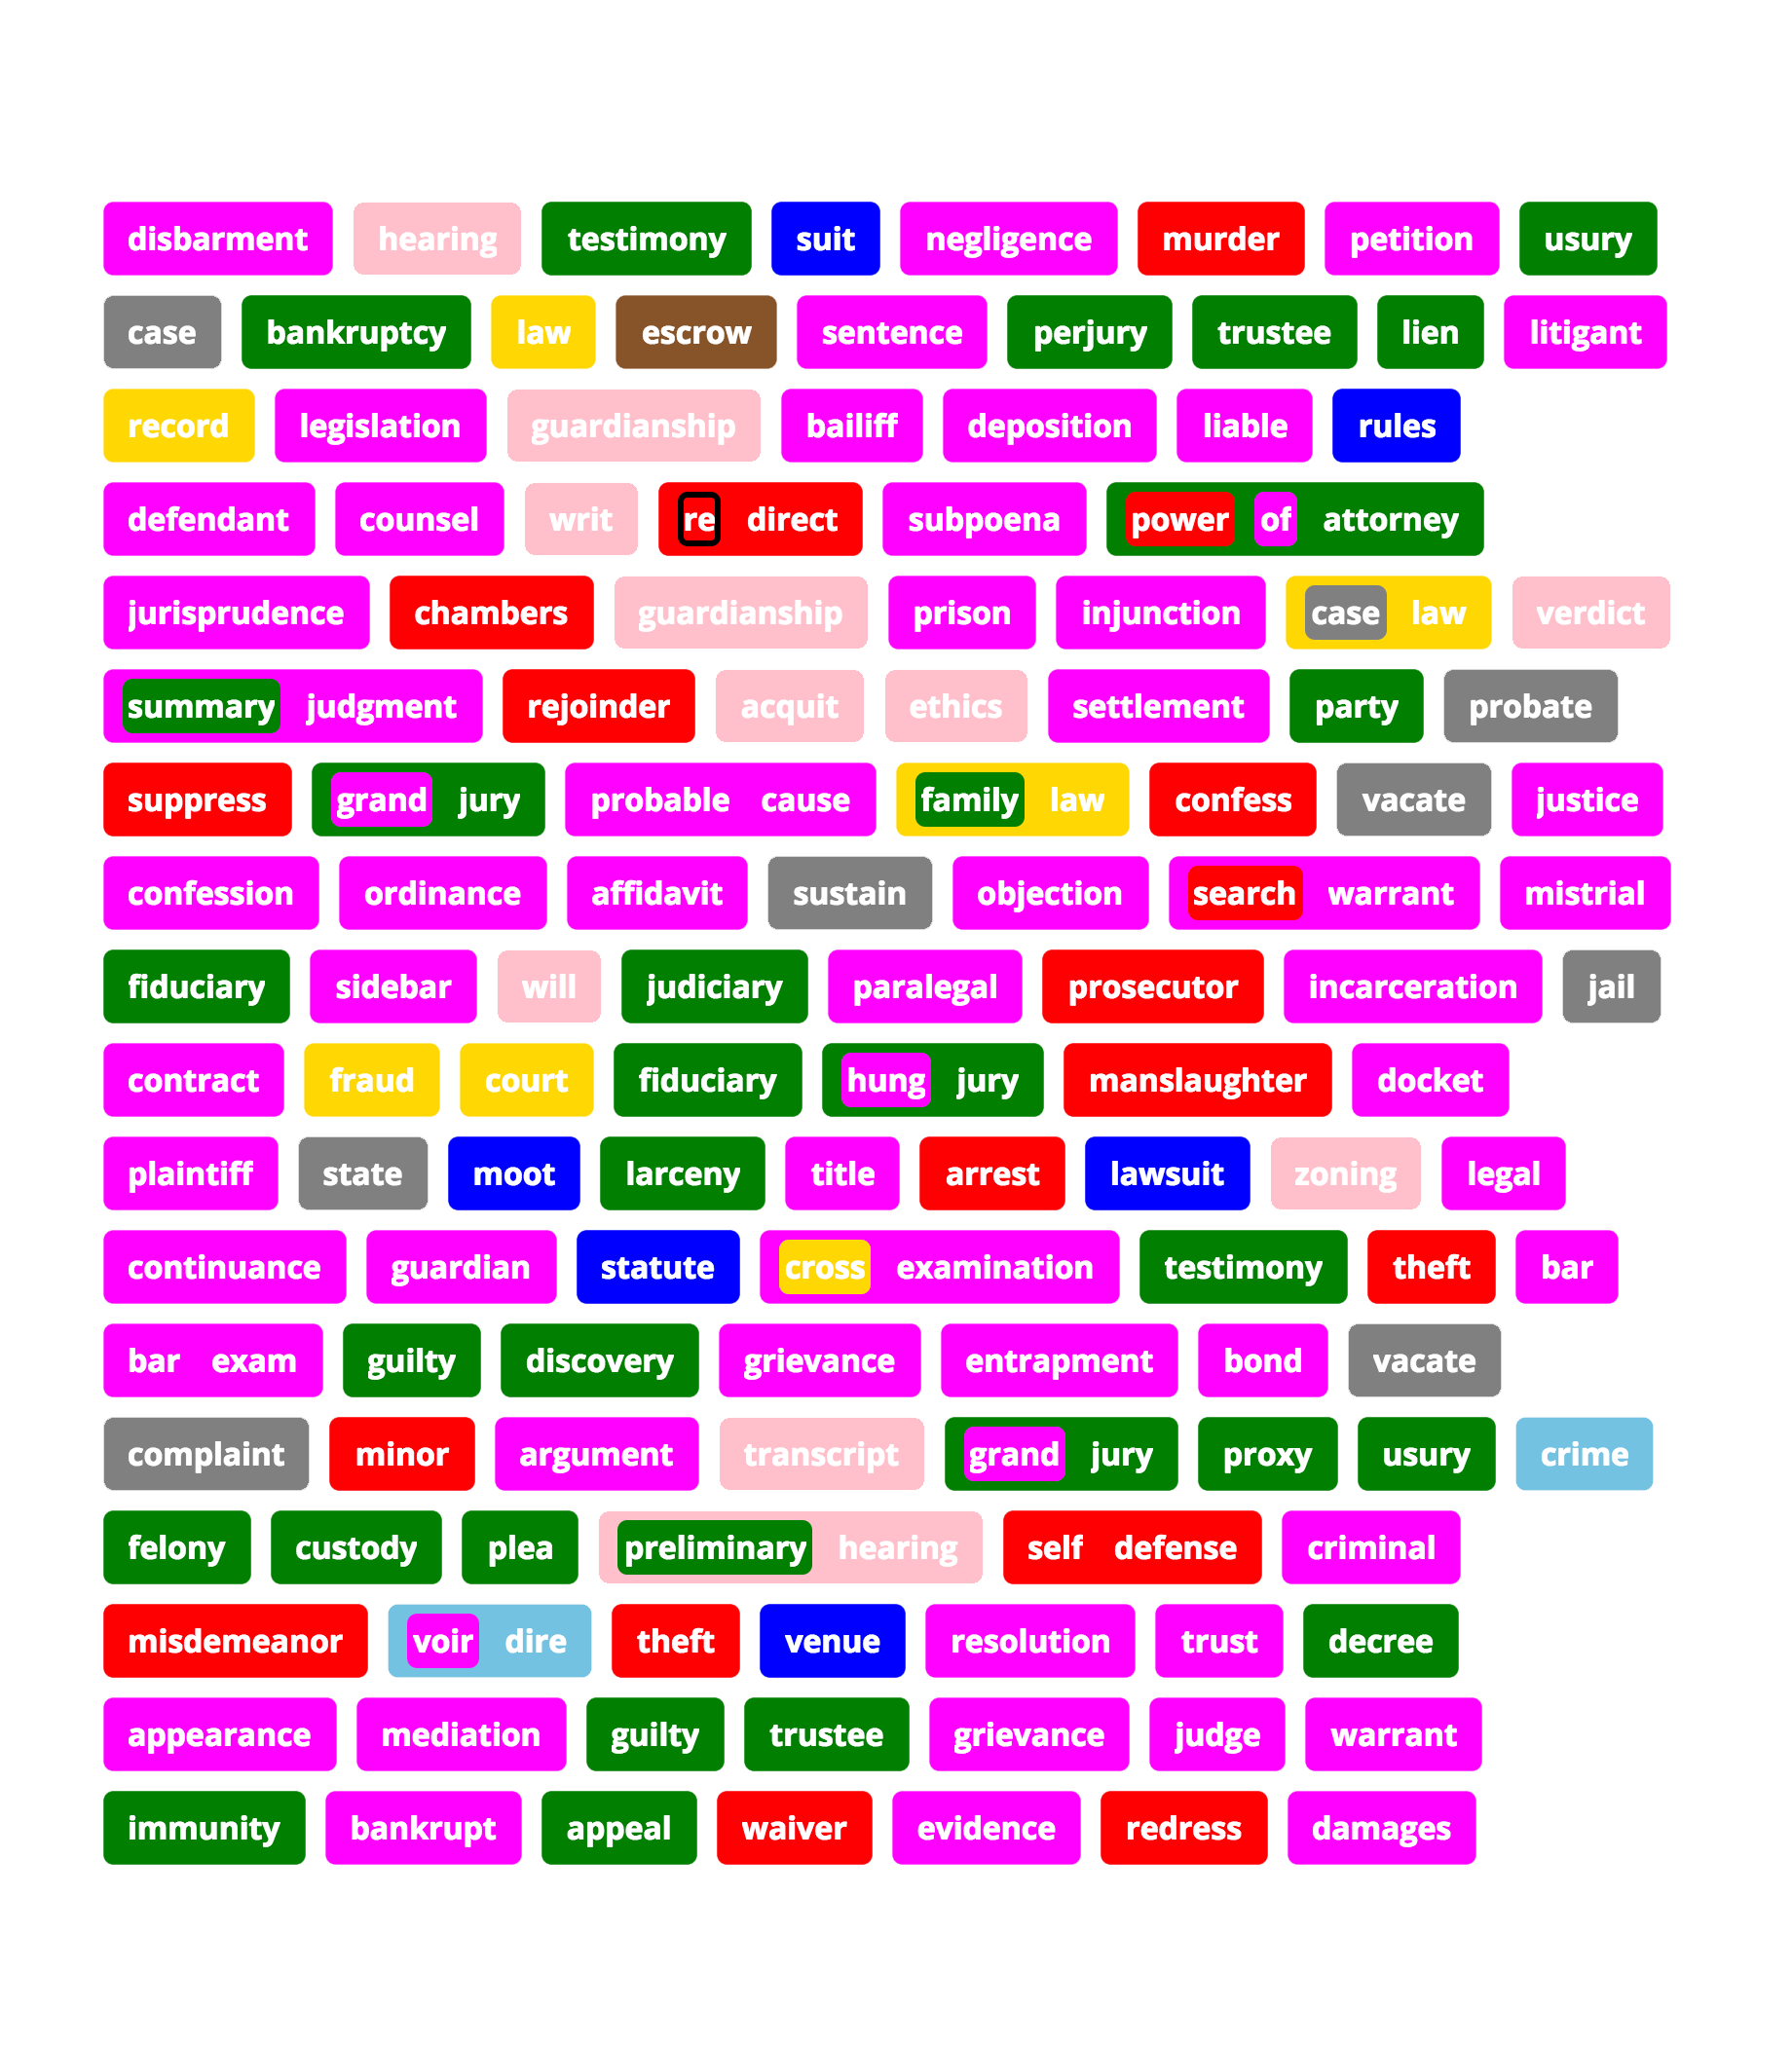 disbarment hearing testimony suit negligence murder petition usury
case bankruptcy law escrow sentence perjury trustee lien litigant
record legislation guardianship bailiff deposition liable rules
defendant counsel writ re direct subpoena power of attorney
jurisprudence chambers guardianship prison injunction case law verdict
summary judgment rejoinder acquit ethics settlement party probate
suppress grand jury probable cause family law confess vacate justice
confession ordinance affidavit sustain objection search warrant mistrial
fiduciary sidebar will judiciary paralegal prosecutor incarceration jail
contract fraud court fiduciary hung jury manslaughter docket
plaintiff state moot larceny title arrest lawsuit zoning legal
continuance guardian statute cross examination testimony theft bar
bar exam guilty discovery grievance entrapment bond vacate
complaint minor argument transcript grand jury proxy usury crime
felony custody plea preliminary hearing self defense criminal
misdemeanor voir dire theft venue resolution trust decree
appearance mediation guilty trustee grievance judge warrant
immunity bankrupt appeal waiver evidence redress damages